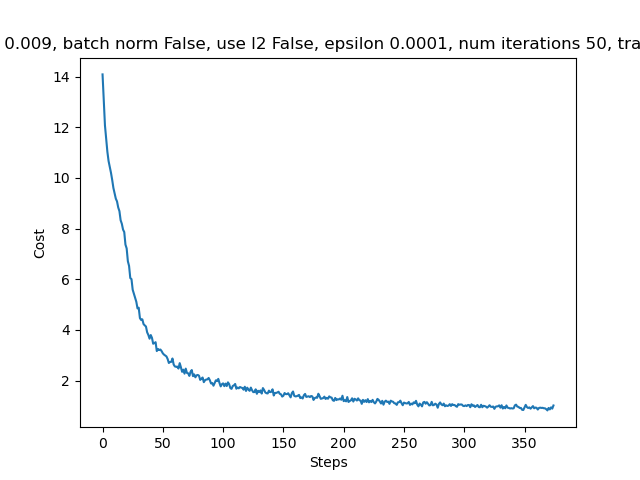 0.009, batch norm False, use l2 False, epsilon 0.0001, num iterations 50, tra
14
12
10
8
6
4
2
Cost
0 50 100 150 200 250 300 350
Steps